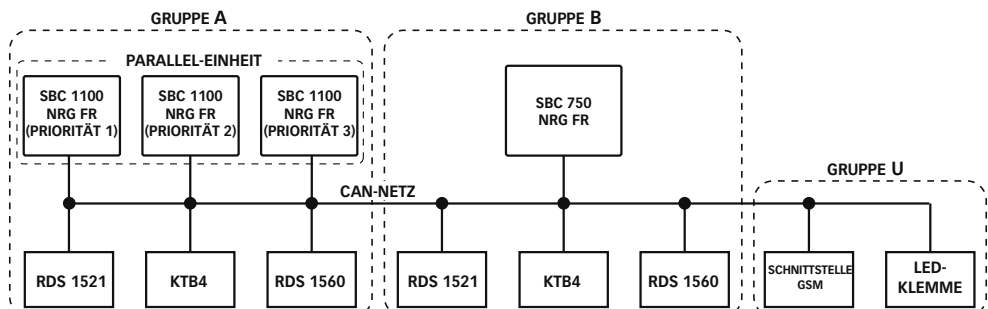 GRUPPE A
GRUPPE B
PARALLEL-EINHEIT
SBC 1100
NRG FR
(PRIORITÄT 1)
SBC 1100
NRG FR
(PRIORITÄT 2)
SBC 1100
NRG FR
(PRIORITÄT 3)
SBC 750
NRG FR
GRUPPE U
CAN-NETZ
RDS 1521
KTB4
RDS 1560
RDS 1521
KTB4
RDS 1560
SCHNITTSTELLE
GSM
LED-
KLEMME